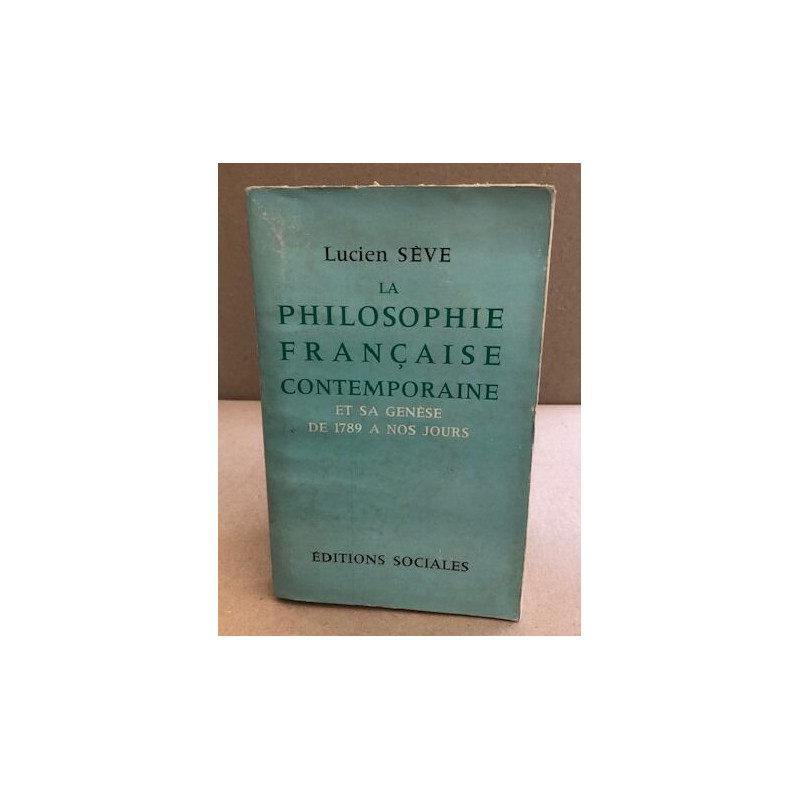 Lucien SÈVE
LA
PHILOSOPHIE
FRANÇAISE
CONTEMPORAINE
ET SA GENÈSE
DE 1789 A NOS JOURS
ÉDITIONS SOCIALES